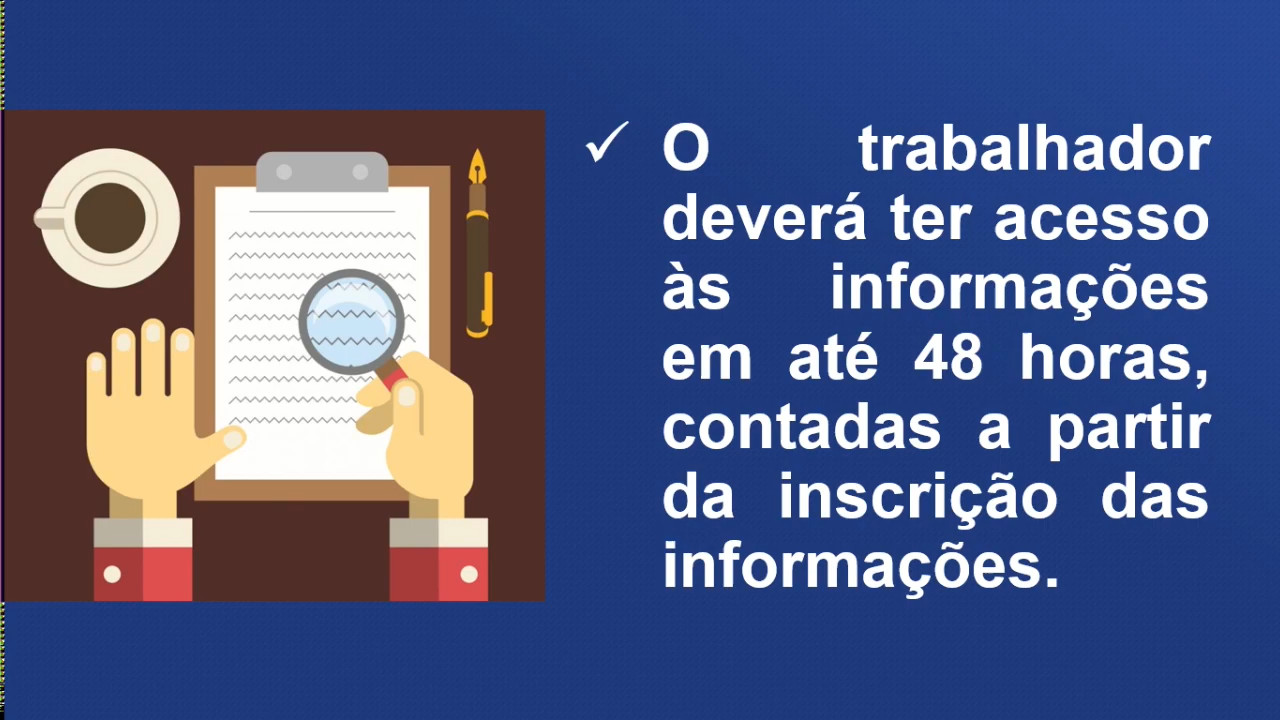 ✓ O trabalhador
deverá ter acesso
às informações
em até 48 horas,
contadas a partir
da inscrição das
informações.